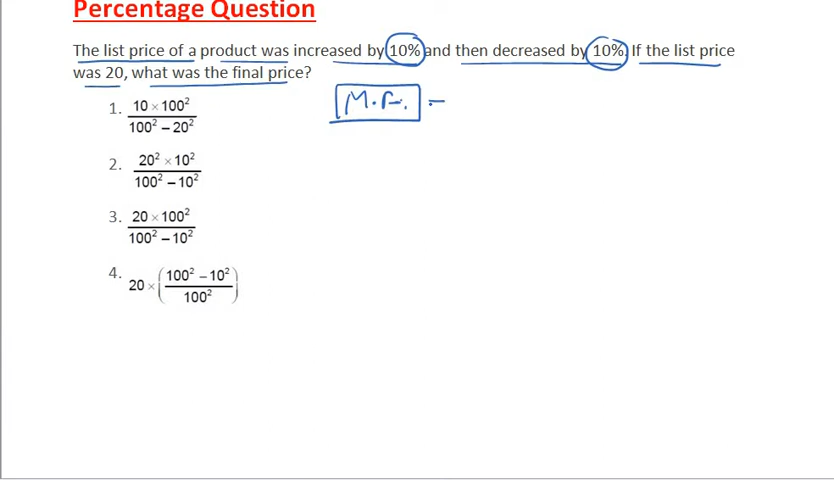 Percentage Question
The list price of a product was increased by 10% and then decreased by 10%. If the list price
was 20, what was the final price?
M.F. =
1. 10 × 100² / 100² − 20²
2. 20² × 10² / 100² − 10²
3. 20 × 100² / 100² − 10²
4. 20 × (100² − 10² / 100²)